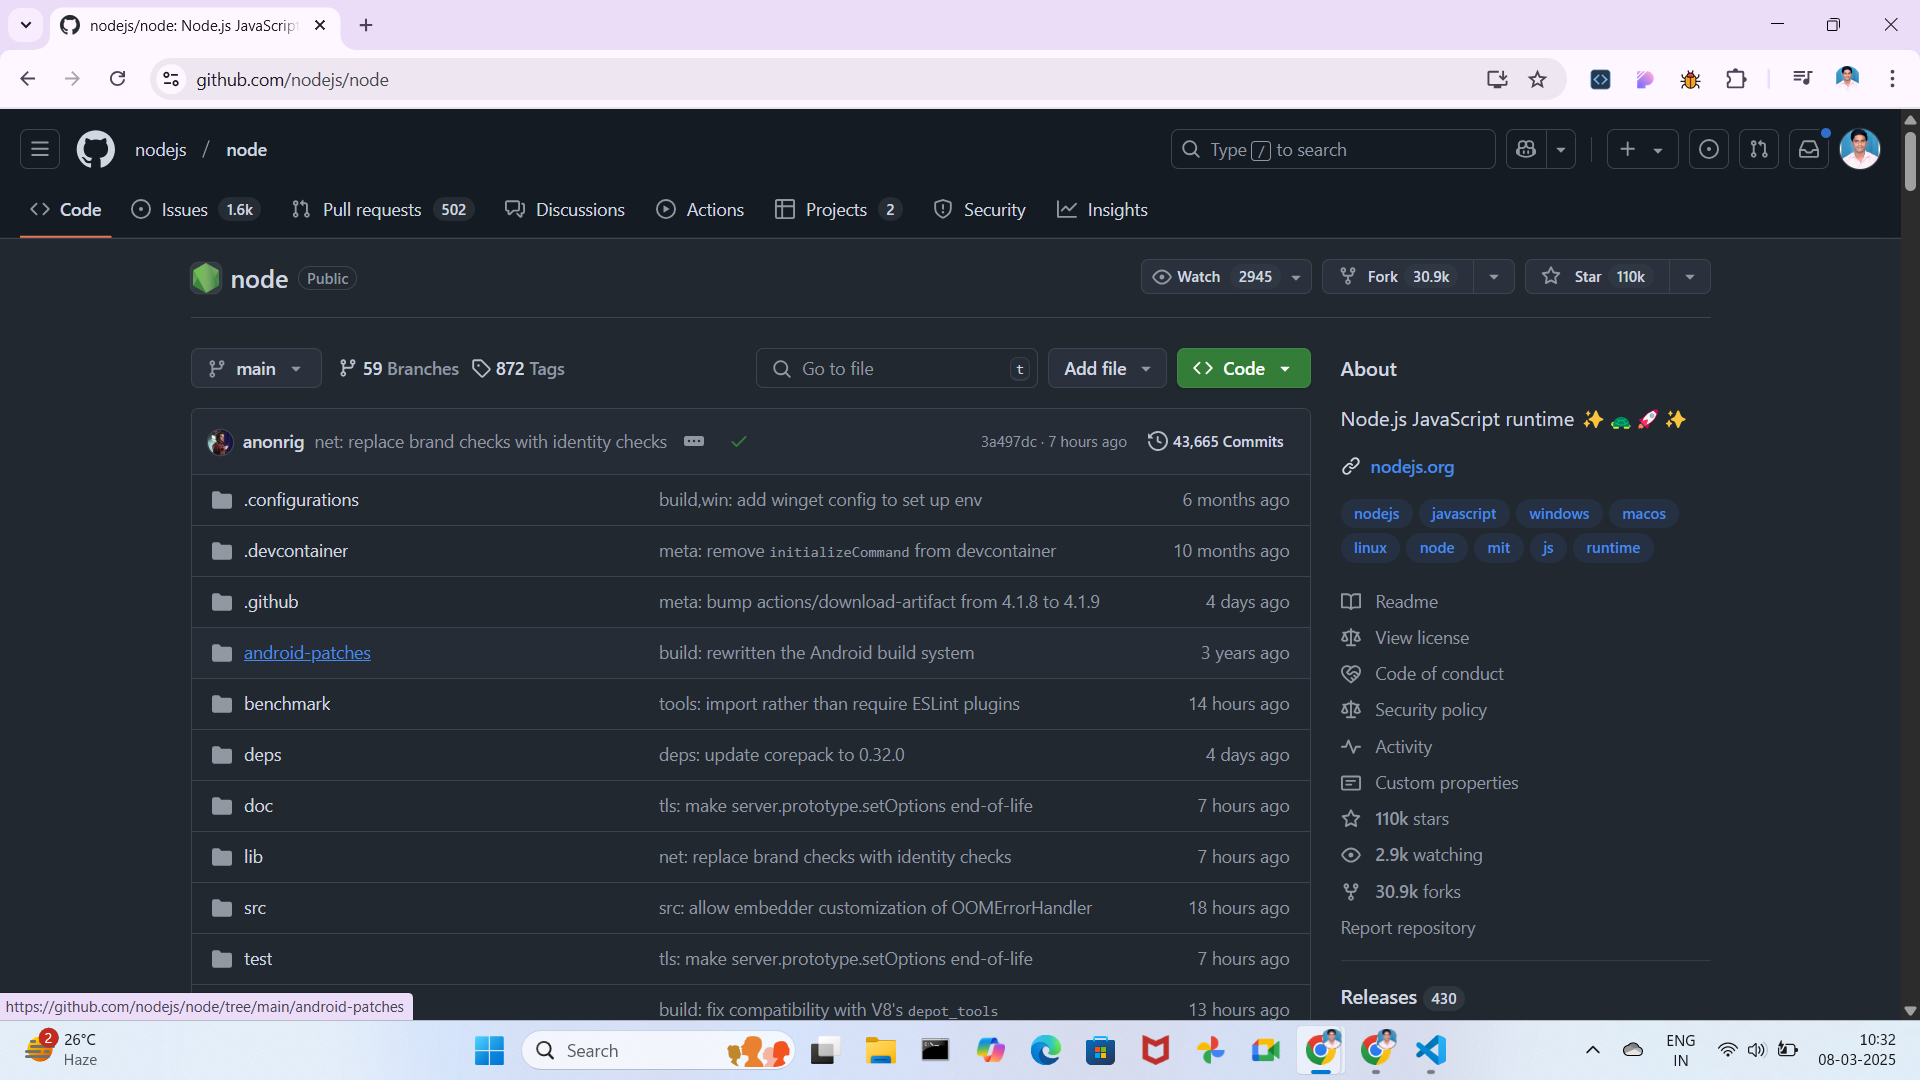 nodejs/node: Node.js JavaScript
github.com/nodejs/node
nodejs / node
Type / to search
Code
Issues 1.6k
Pull requests 502
Discussions
Actions
Projects 2
Security
Insights
node Public
Watch 2945
Fork 30.9k
Star 110k
main
59 Branches
872 Tags
Go to file t
Add file
Code
anonrig net: replace brand checks with identity checks
3a497dc · 7 hours ago
43,665 Commits
.configurations build,win: add winget config to set up env 6 months ago
.devcontainer meta: remove initializeCommand from devcontainer 10 months ago
.github meta: bump actions/download-artifact from 4.1.8 to 4.1.9 4 days ago
android-patches build: rewritten the Android build system 3 years ago
benchmark tools: import rather than require ESLint plugins 14 hours ago
deps deps: update corepack to 0.32.0 4 days ago
doc tls: make server.prototype.setOptions end-of-life 7 hours ago
lib net: replace brand checks with identity checks 7 hours ago
src src: allow embedder customization of OOMErrorHandler 18 hours ago
test tls: make server.prototype.setOptions end-of-life 7 hours ago
build: fix compatibility with V8's depot_tools 13 hours ago
About
Node.js JavaScript runtime ✨🐢🚀✨
nodejs.org
nodejs javascript windows macos
linux node mit js runtime
Readme
View license
Code of conduct
Security policy
Activity
Custom properties
110k stars
2.9k watching
30.9k forks
Report repository
Releases 430
https://github.com/nodejs/node/tree/main/android-patches
2
26°C
Haze
Search
ENG
IN
10:32
08-03-2025